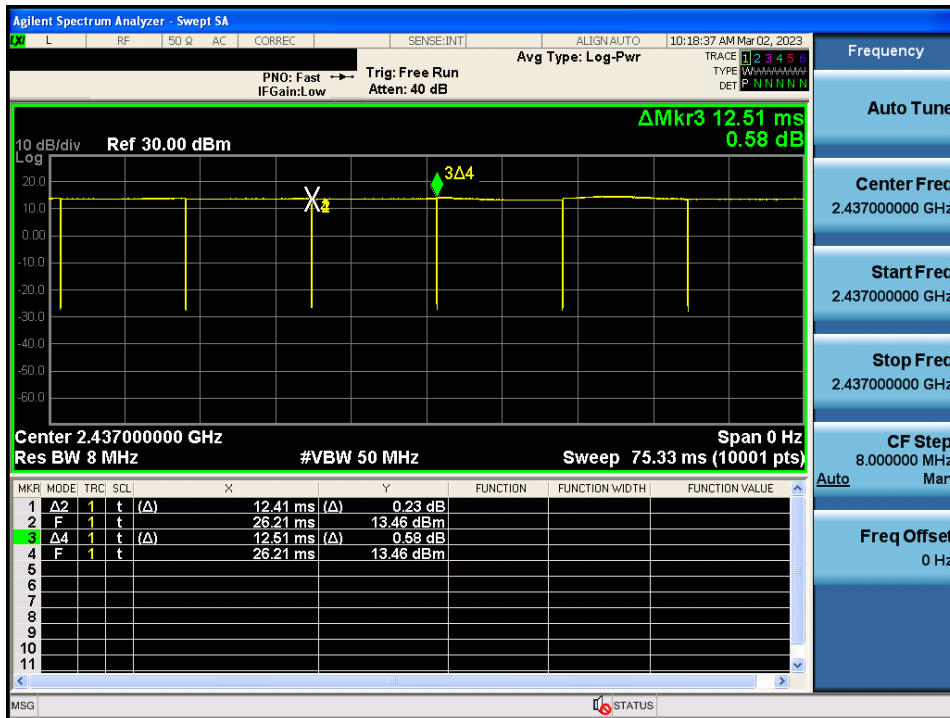 Agilent Spectrum Analyzer - Swept SA
LXI L RF 50 Ω AC CORREC SENSE:INT ALIGN AUTO 10:18:37 AM Mar 02, 2023
Frequency
PNO: Fast
IFGain:Low
Trig: Free Run
Atten: 40 dB
Avg Type: Log-Pwr
TRACE 1 2 3 4 5 6
TYPE WWWWWW
DET P N N N N N
Auto Tune
ΔMkr3 12.51 ms
0.58 dB
10 dB/div
Log
Ref 30.00 dBm
3Δ4
20.0
10.0
0.00
-10.0
-20.0
-30.0
-40.0
-50.0
-60.0
Center Freq
2.437000000 GHz
Start Freq
2.437000000 GHz
Stop Freq
2.437000000 GHz
Center 2.437000000 GHz
Span 0 Hz
Res BW 8 MHz
#VBW 50 MHz
Sweep 75.33 ms (10001 pts)
CF Step
8.000000 MHz
Auto Man
Freq Offset
0 Hz
MKR MODE TRC SCL X Y FUNCTION FUNCTION WIDTH FUNCTION VALUE
1 Δ2 1 t (Δ) 12.41 ms (Δ) 0.23 dB
2 F 1 t 26.21 ms 13.46 dBm
3 Δ4 1 t (Δ) 12.51 ms (Δ) 0.58 dB
4 F 1 t 26.21 ms 13.46 dBm
5
6
7
8
9
10
11
MSG
STATUS